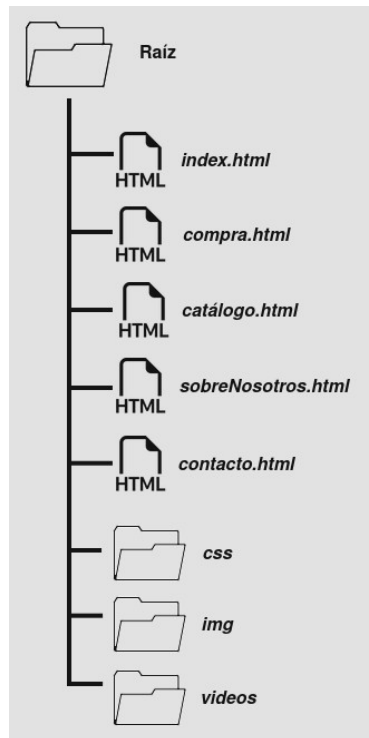 Raíz
HTML
index.html
HTML
compra.html
HTML
catálogo.html
HTML
sobreNosotros.html
HTML
contacto.html
css
img
videos